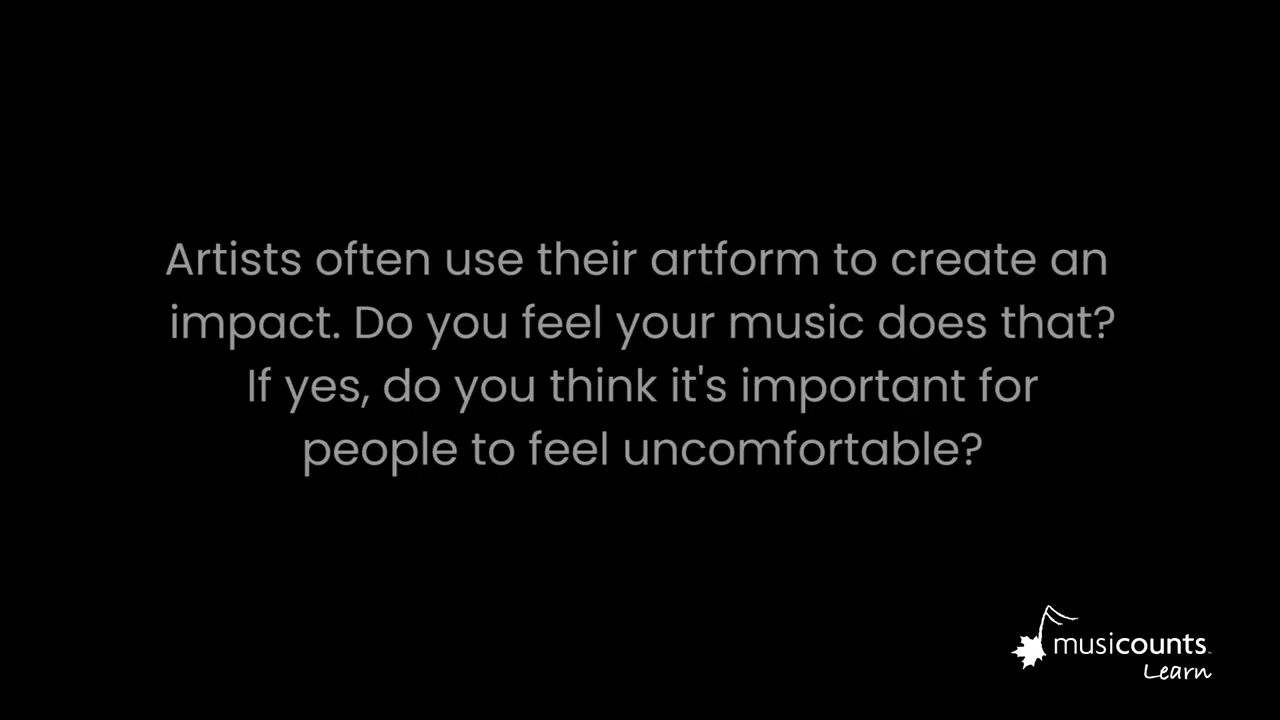 Artists often use their artform to create an
impact. Do you feel your music does that?
If yes, do you think it's important for
people to feel uncomfortable?
musicounts™
Learn